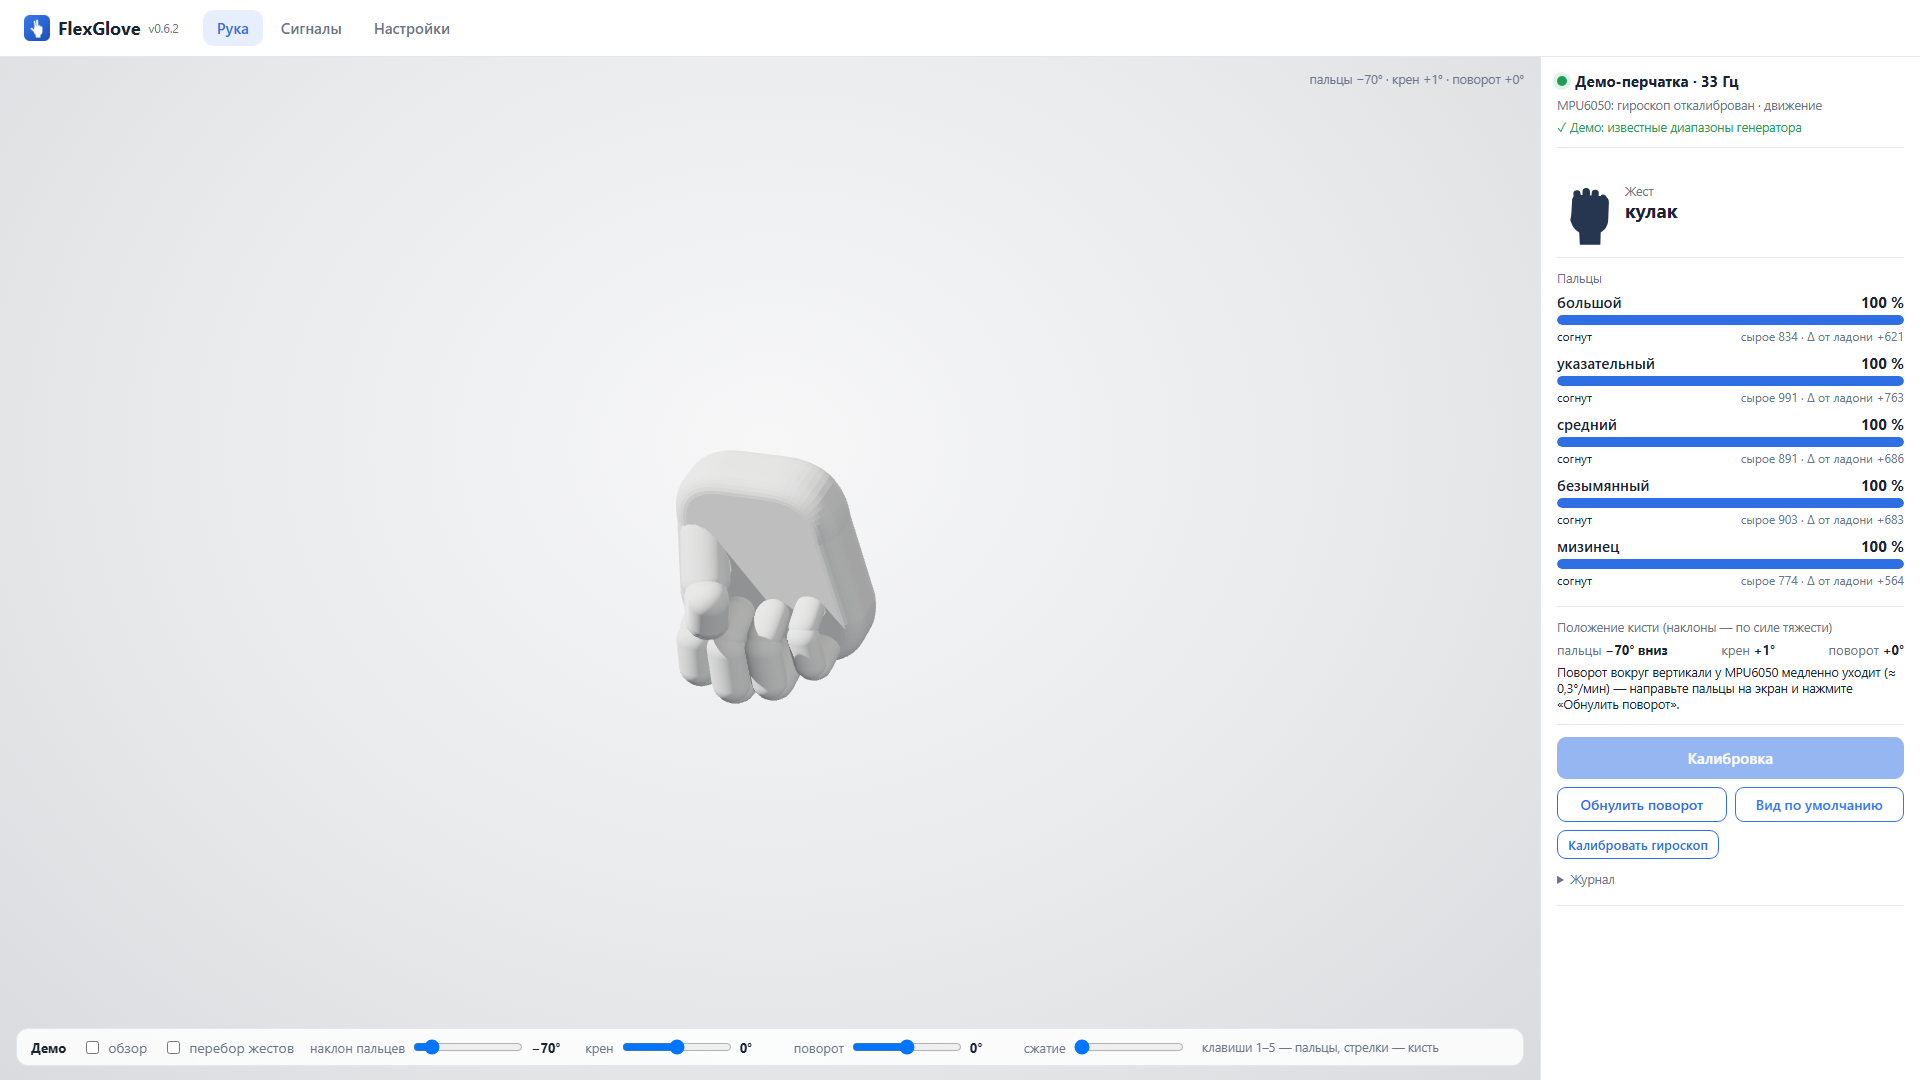 FlexGlove v0.6.2 Рука Сигналы Настройки
пальцы −70° · крен +1° · поворот +0°
Демо-перчатка · 33 Гц
MPU6050: гироскоп откалиброван · движение
✓ Демо: известные диапазоны генератора
Жест
кулак
Пальцы
большой 100 %
согнут сырое 834 · Δ от ладони +621
указательный 100 %
согнут сырое 991 · Δ от ладони +763
средний 100 %
согнут сырое 891 · Δ от ладони +686
безымянный 100 %
согнут сырое 903 · Δ от ладони +683
мизинец 100 %
согнут сырое 774 · Δ от ладони +564
Положение кисти (наклоны — по силе тяжести)
пальцы −70° вниз крен +1° поворот +0°
Поворот вокруг вертикали у MPU6050 медленно уходит (≈
0,3°/мин) — направьте пальцы на экран и нажмите
«Обнулить поворот».
Калибровка
Обнулить поворот Вид по умолчанию
Калибровать гироскоп
▶ Журнал
Демо обзор перебор жестов наклон пальцев −70° крен 0° поворот 0° сжатие клавиши 1–5 — пальцы, стрелки — кисть